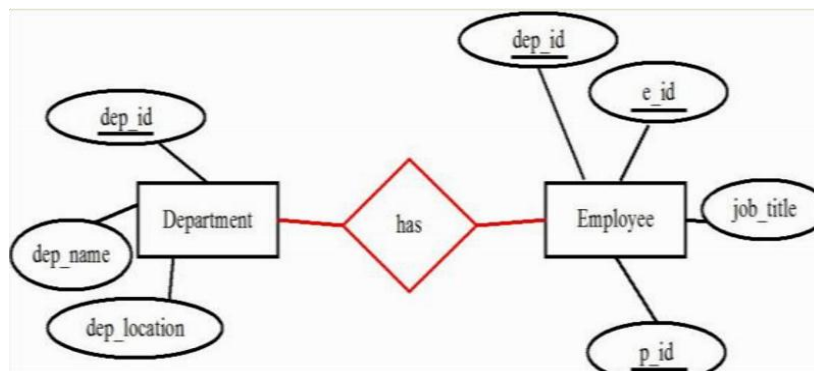 dep_id
e_id
dep_id
Department
has
Employee
job_title
dep_name
dep_location
p_id